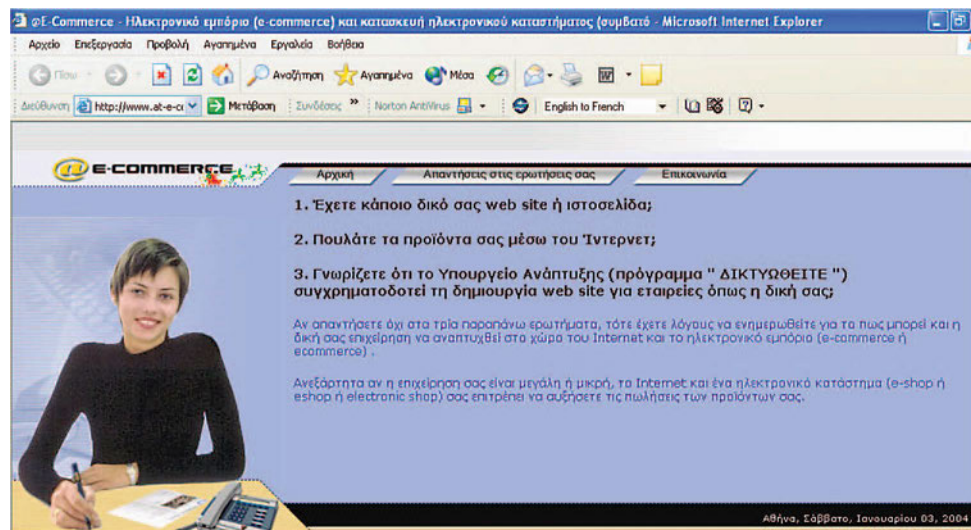 @E-Commerce - Ηλεκτρονικό εμπόριο (e-commerce) και κατασκευή ηλεκτρονικού καταστήματος (συμβατό - Microsoft Internet Explorer
Αρχείο Επεξεργασία Προβολή Αγαπημένα Εργαλεία Βοήθεια
Πίσω Αναζήτηση Αγαπημένα Μέσα
Διεύθυνση http://www.at-e-co Μετάβαση Συνδέσεις » Norton AntiVirus English to French
@ E-COMMERCE
Αρχική Απαντήσεις στις ερωτήσεις σας Επικοινωνία
1. Έχετε κάποιο δικό σας web site ή ιστοσελίδα;
2. Πουλάτε τα προϊόντα σας μέσω του Ίντερνετ;
3. Γνωρίζετε ότι το Υπουργείο Ανάπτυξης (πρόγραμμα " ΔΙΚΤΥΩΘΕΙΤΕ ")
συγχρηματοδοτεί τη δημιουργία web site για εταιρείες όπως η δική σας;
Αν απαντήσετε όχι στα τρία παραπάνω ερωτήματα, τότε έχετε λόγους να ενημερωθείτε για το πως μπορεί και η
δική σας επιχείρηση να αναπτυχθεί στο χώρο του Internet και το ηλεκτρονικό εμπόριο (e-commerce ή
ecommerce) .
Ανεξάρτητα αν η επιχείρηση σας είναι μεγάλη ή μικρή, το Internet και ένα ηλεκτρονικό κατάστημα (e-shop ή
eshop ή electronic shop) σας επιτρέπει να αυξήσετε τις πωλήσεις των προϊόντων σας.
Αθήνα, Σάββατο, Ιανουαρίου 03, 2004